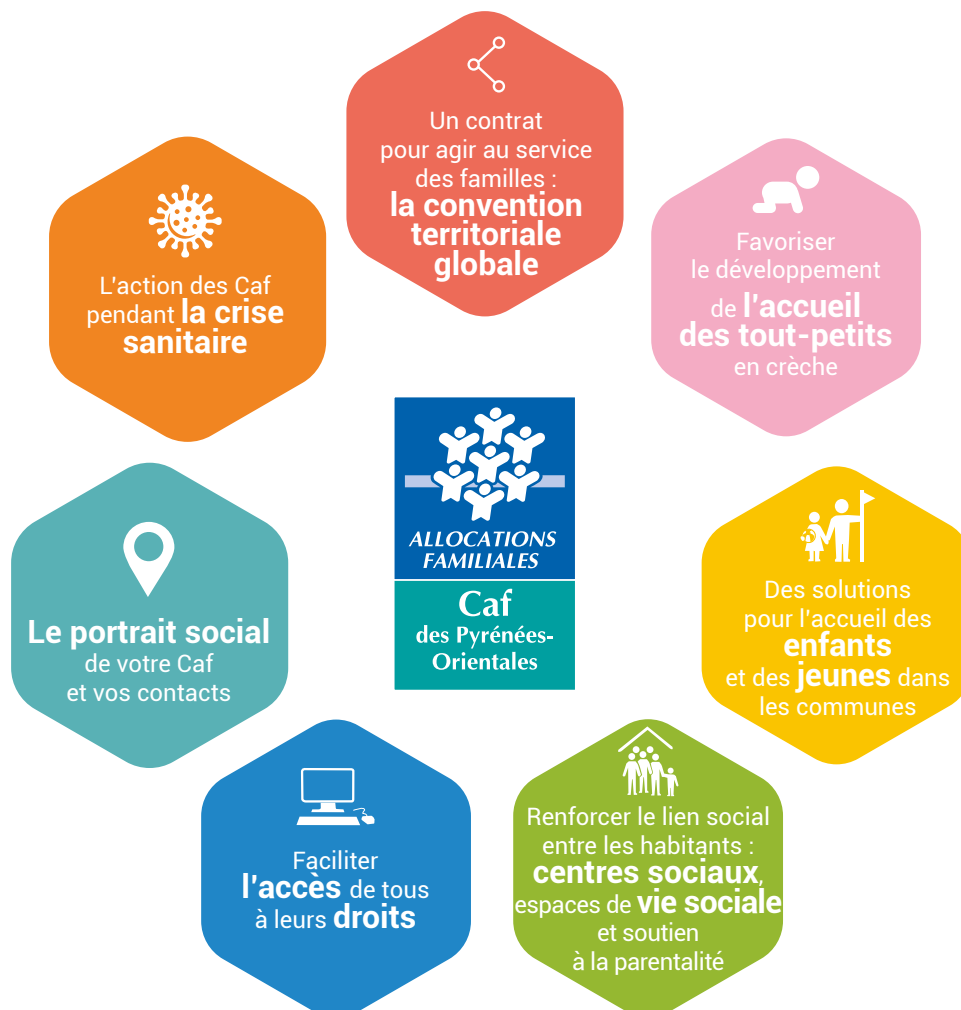 Un contrat
pour agir au service
des familles :
la convention
territoriale
globale
L'action des Caf
pendant la crise
sanitaire
Favoriser
le développement
de l'accueil
des tout-petits
en crèche
ALLOCATIONS
FAMILIALES
Caf
des Pyrénées-
Orientales
Le portrait social
de votre Caf
et vos contacts
Des solutions
pour l'accueil des
enfants
et des jeunes dans
les communes
Faciliter
l'accès de tous
à leurs droits
Renforcer le lien social
entre les habitants :
centres sociaux,
espaces de vie sociale
et soutien
à la parentalité